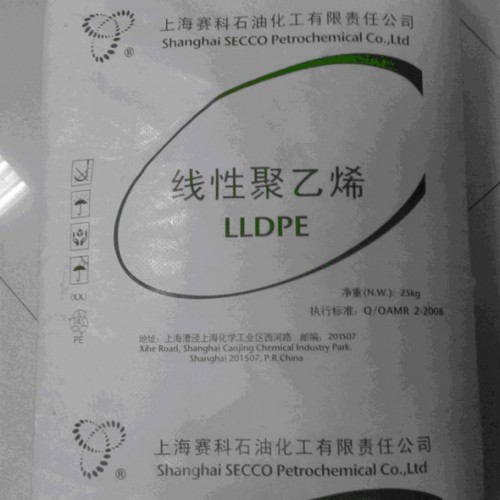 上海赛科石油化工有限责任公司
Shanghai SECCO Petrochemical Co.,Ltd
®
线性聚乙烯
LLDPE
净重(N.W.): 25kg
执行标准: Q/OAMR 2-2006
地址: 上海漕泾上海化学工业区西河路 邮编: 201507
Xihe Road, Shanghai Caojing Chemical Industry Park.
Shanghai 201507, P.R.China
PE
上海赛科石油化工有限责任公司
Shanghai SECCO Petrochemical Co.,Ltd
®